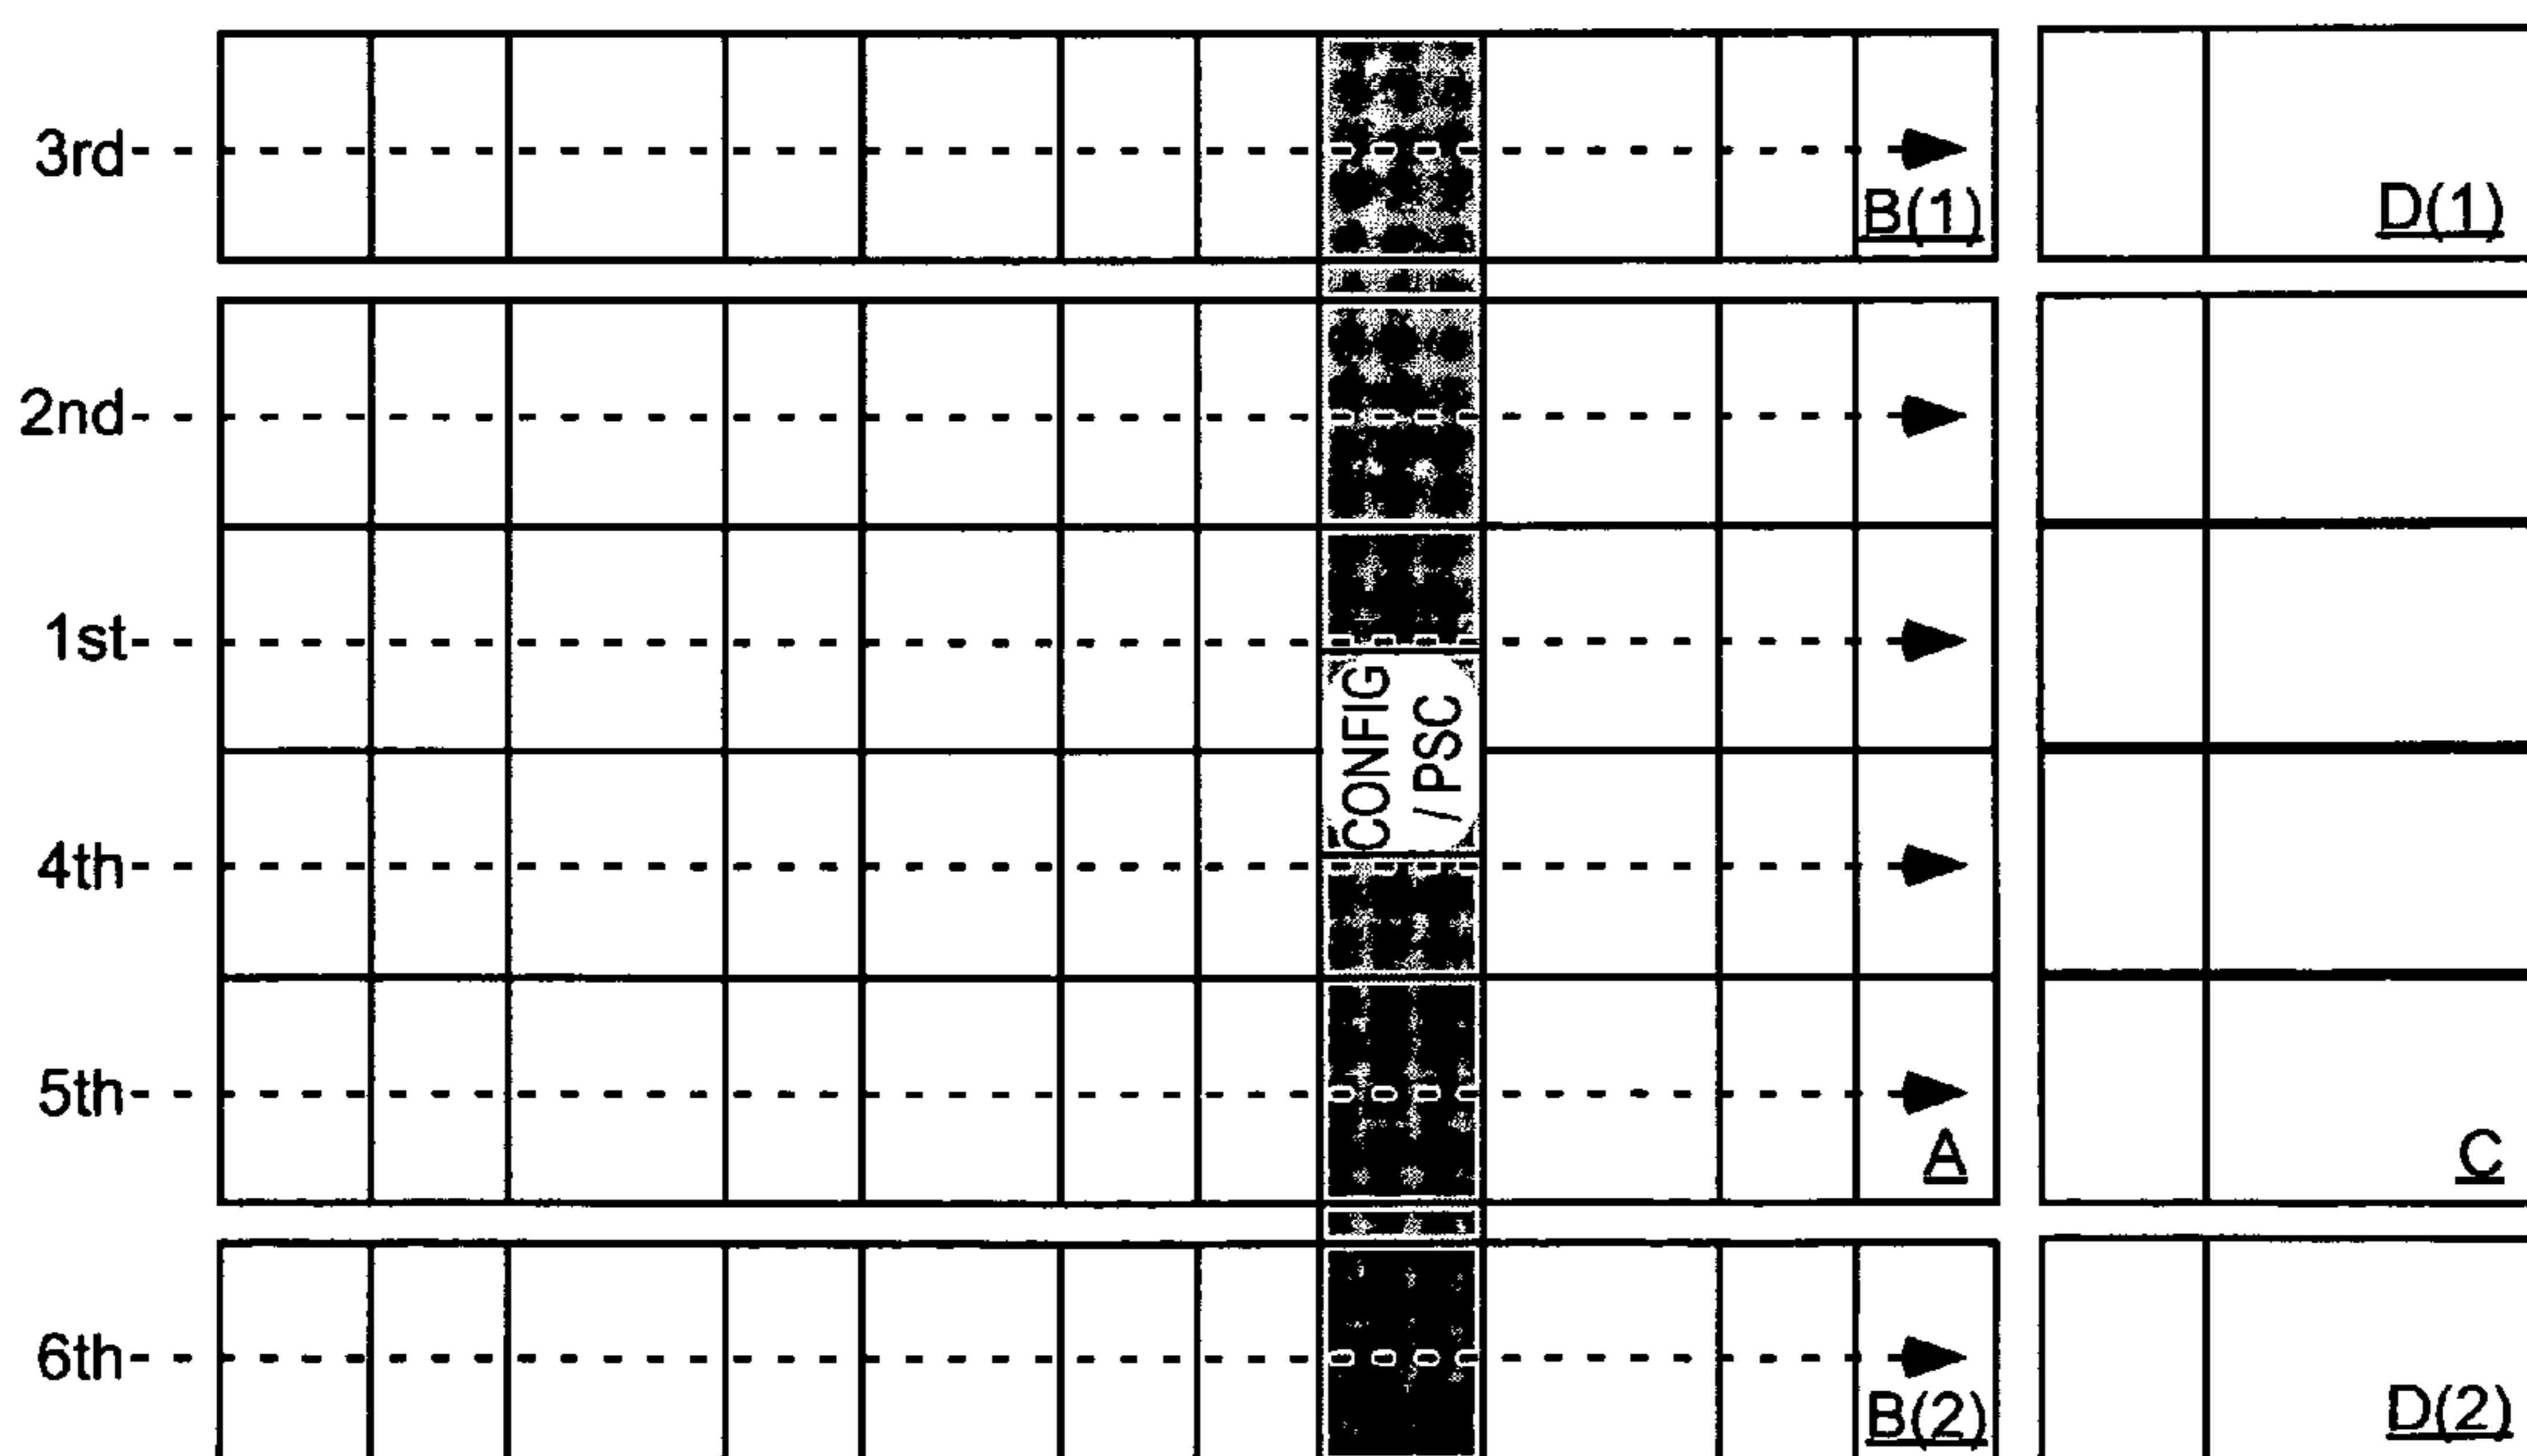 3rd
B(1)
D(1)
2nd
1st
CONFIG
/ PSC
4th
5th
A
C
6th
B(2)
D(2)